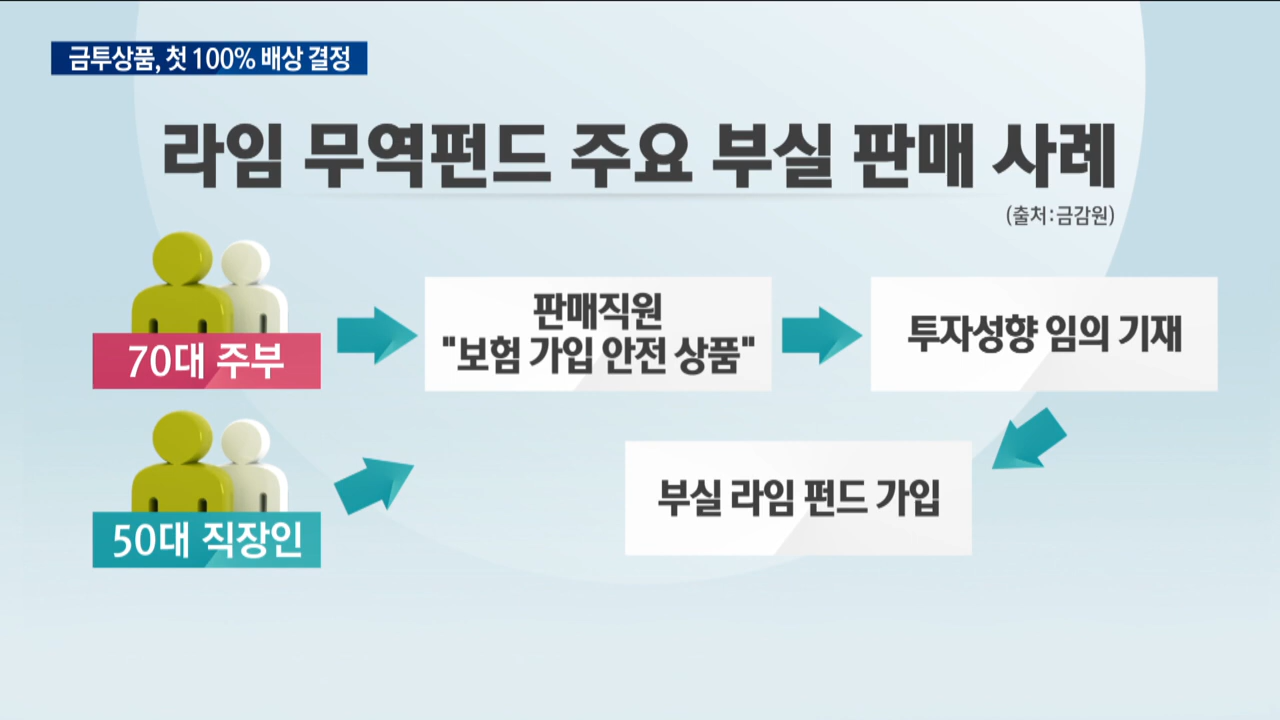 금투상품, 첫 100% 배상 결정
라임 무역펀드 주요 부실 판매 사례
(출처:금감원)
70대 주부
판매직원
"보험 가입 안전 상품"
투자성향 임의 기재
50대 직장인
부실 라임 펀드 가입